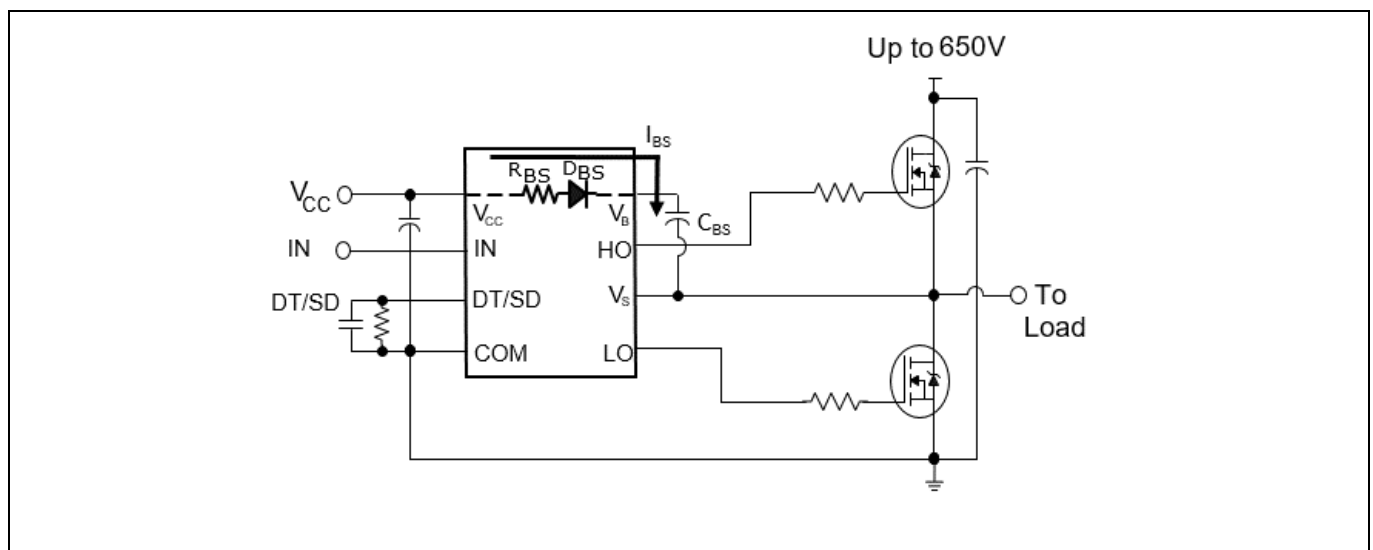 Up to 650V
I_BS
R_BS D_BS
V_CC
V_CC
V_B
C_BS
IN
IN
HO
DT/SD
DT/SD
V_S
To
Load
COM
LO